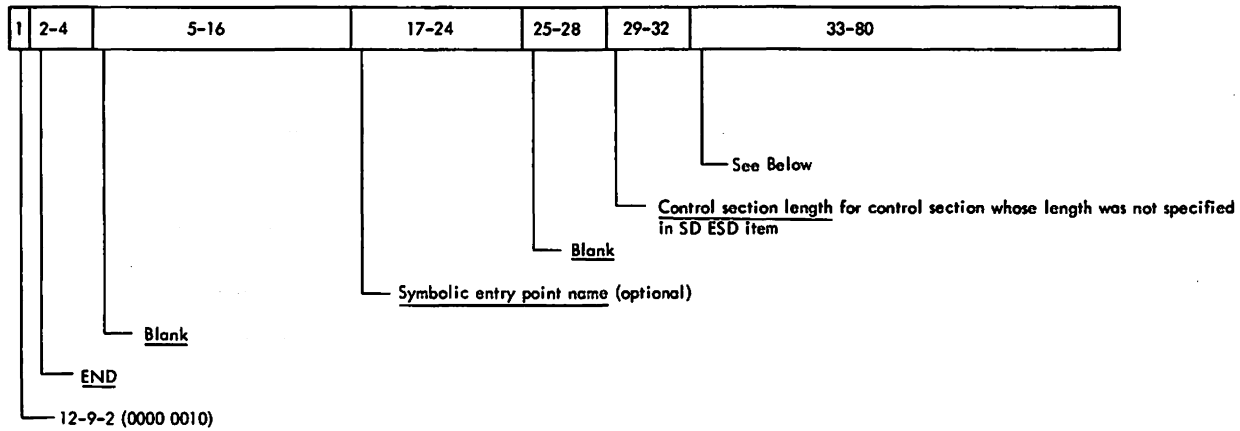 1 2-4 5-16 17-24 25-28 29-32 33-80
See Below
Control section length for control section whose length was not specified
in SD ESD item
Blank
Symbolic entry point name (optional)
Blank
END
12-9-2 (0000 0010)